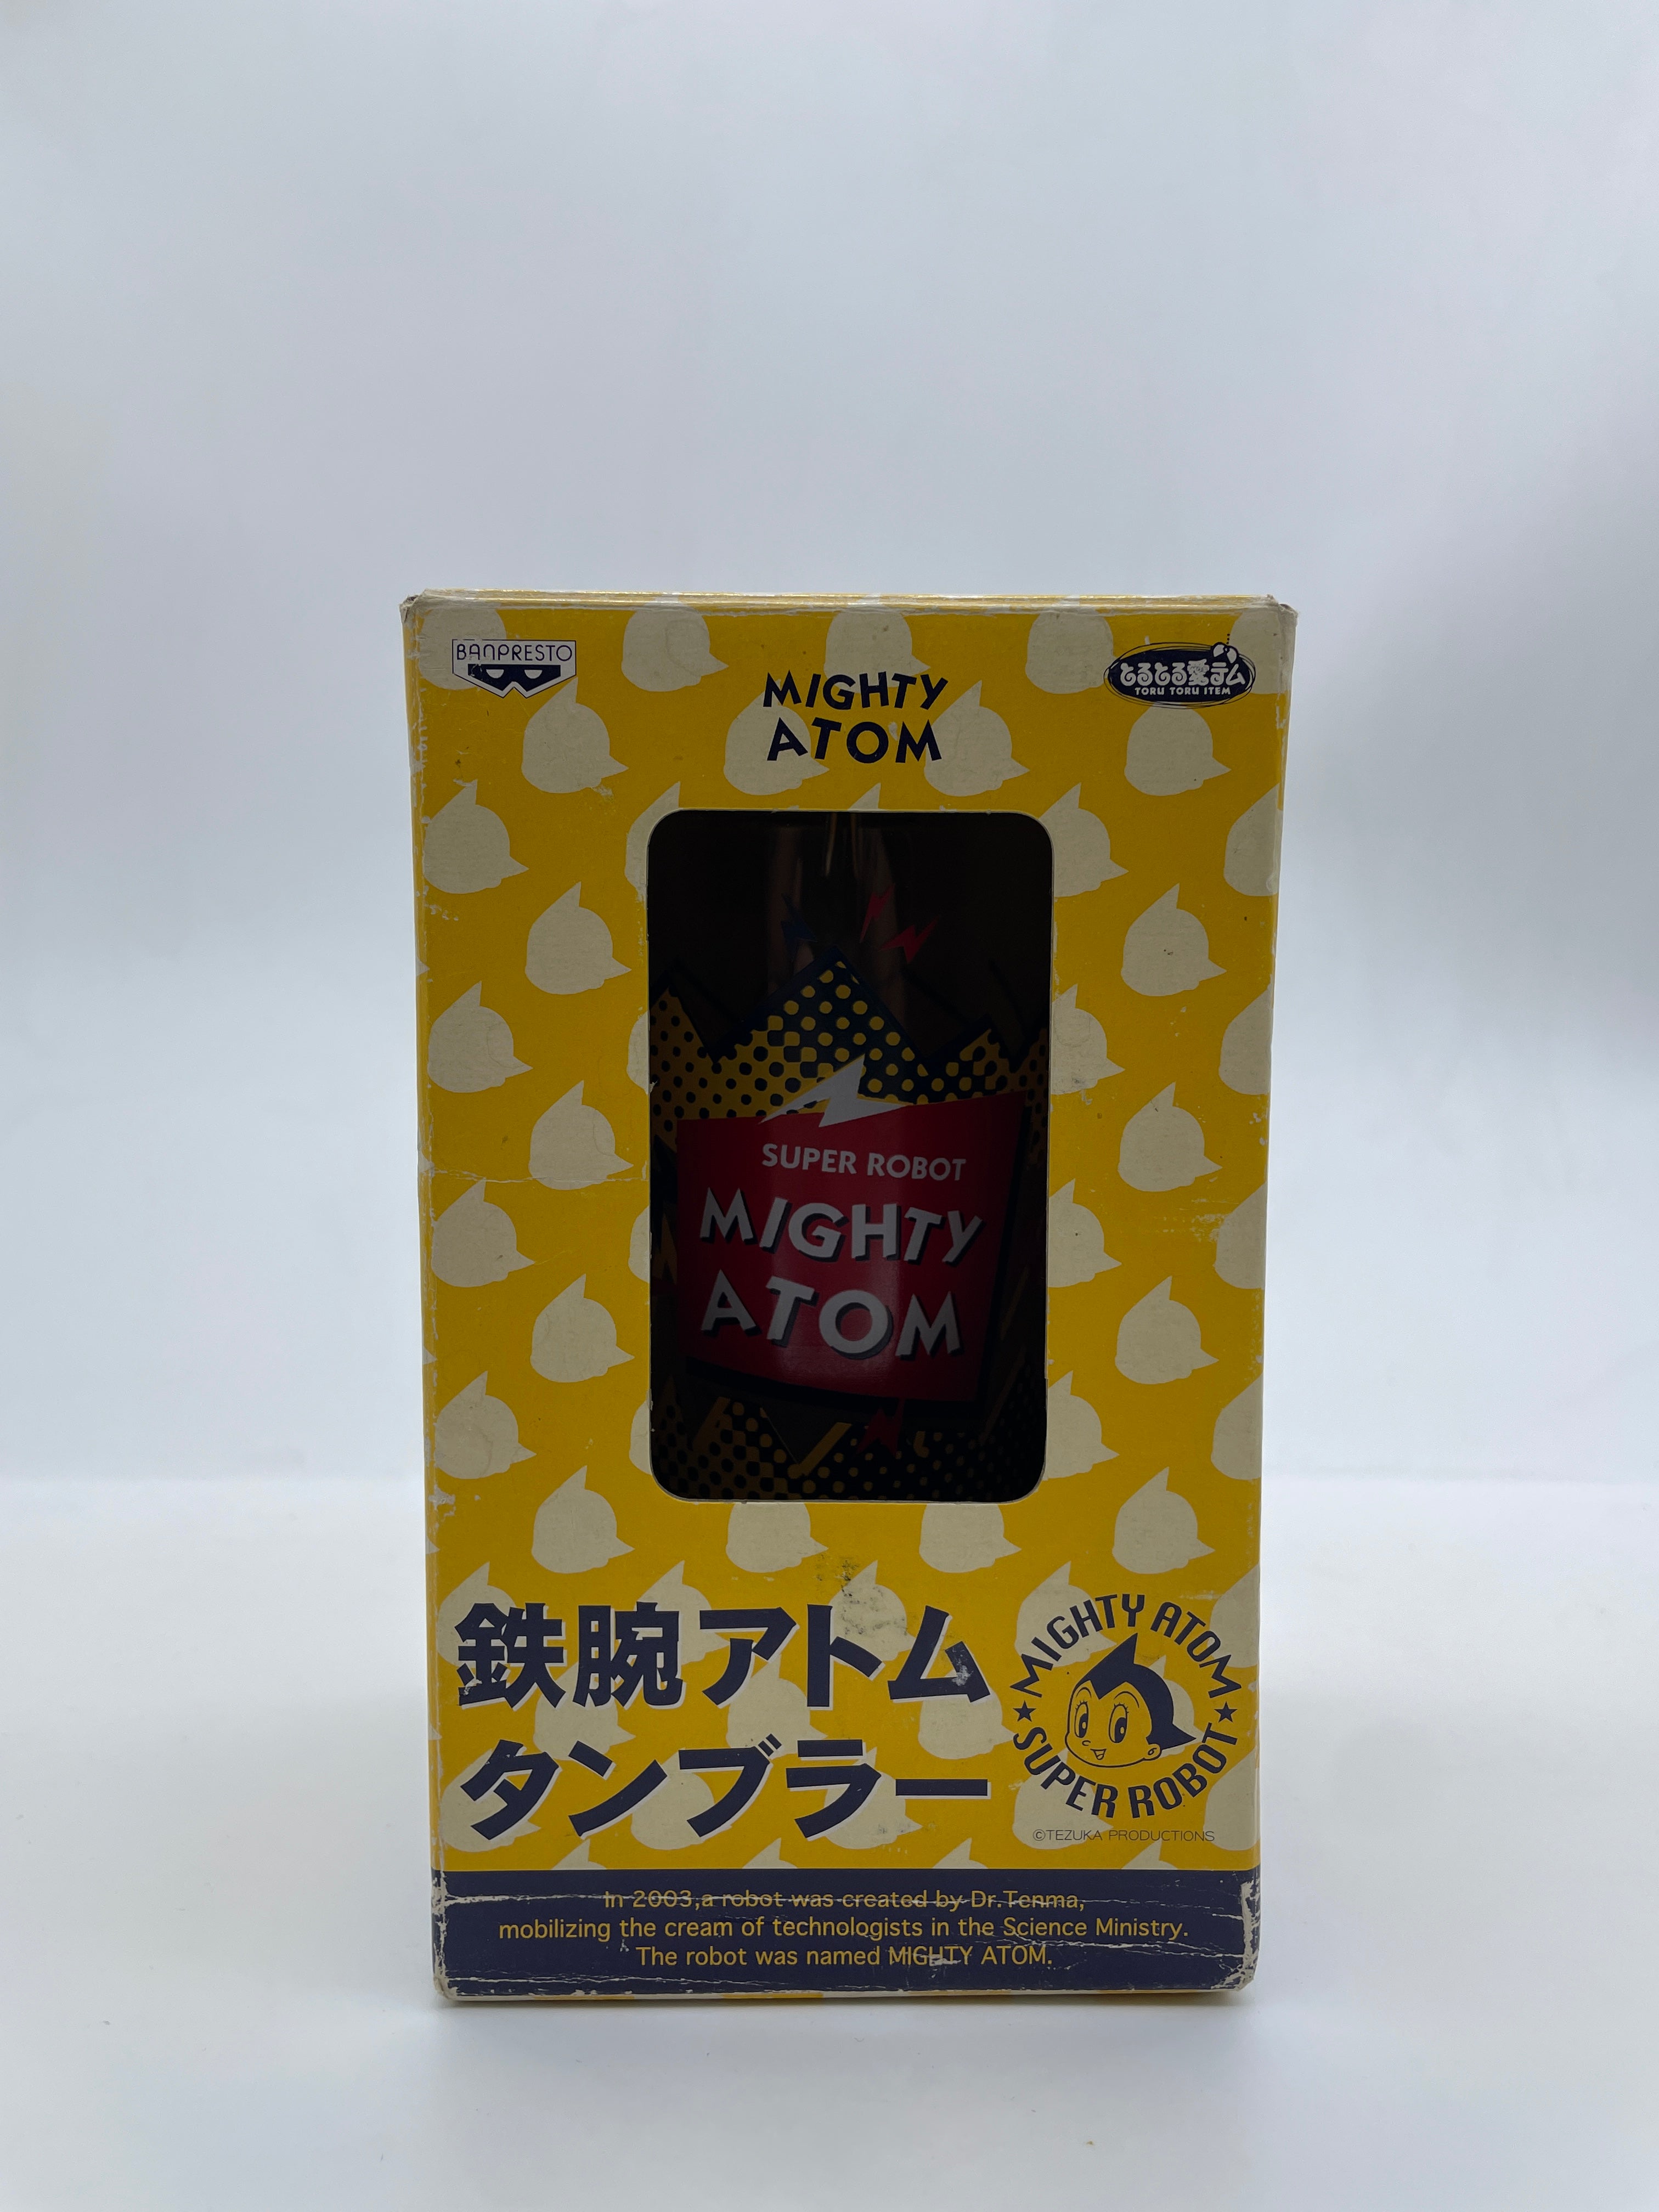 BANPRESTO
MIGHTY
ATOM
とるとる愛テム
TORU TORU ITEM
SUPER ROBOT
MIGHTY
ATOM
鉄腕アトム
タンブラー
MIGHTY ATOM
★ SUPER ROBOT ★
©TEZUKA PRODUCTIONS
In 2003,a robot was created by Dr.Tenma,
mobilizing the cream of technologists in the Science Ministry.
The robot was named MIGHTY ATOM.